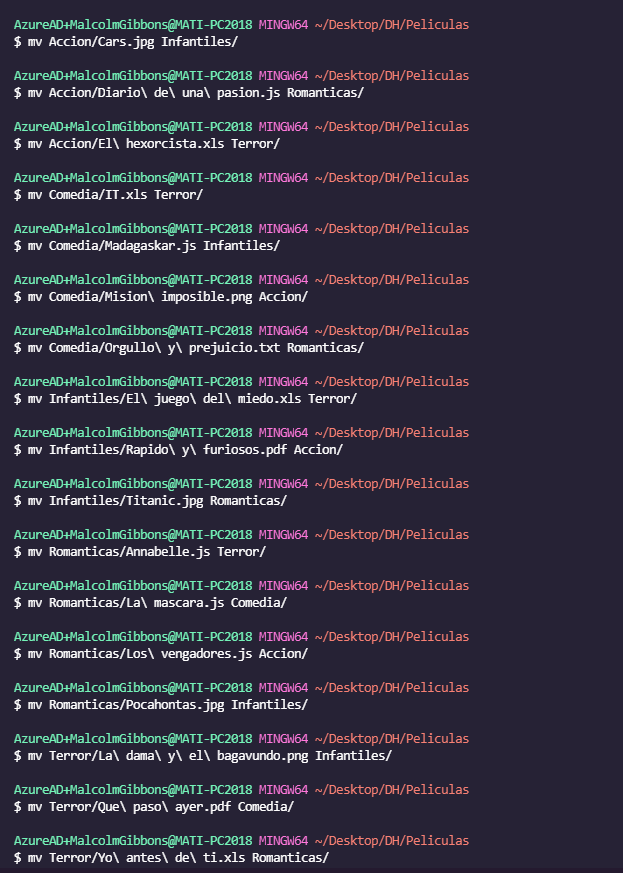 AzureAD+MalcolmGibbons@MATI-PC2018 MINGW64 ~/Desktop/DH/Peliculas
$ mv Accion/Cars.jpg Infantiles/
AzureAD+MalcolmGibbons@MATI-PC2018 MINGW64 ~/Desktop/DH/Peliculas
$ mv Accion/Diario\ de\ una\ pasion.js Romanticas/
AzureAD+MalcolmGibbons@MATI-PC2018 MINGW64 ~/Desktop/DH/Peliculas
$ mv Accion/El\ hexorcista.xls Terror/
AzureAD+MalcolmGibbons@MATI-PC2018 MINGW64 ~/Desktop/DH/Peliculas
$ mv Comedia/IT.xls Terror/
AzureAD+MalcolmGibbons@MATI-PC2018 MINGW64 ~/Desktop/DH/Peliculas
$ mv Comedia/Madagaskar.js Infantiles/
AzureAD+MalcolmGibbons@MATI-PC2018 MINGW64 ~/Desktop/DH/Peliculas
$ mv Comedia/Mision\ imposible.png Accion/
AzureAD+MalcolmGibbons@MATI-PC2018 MINGW64 ~/Desktop/DH/Peliculas
$ mv Comedia/Orgullo\ y\ prejuicio.txt Romanticas/
AzureAD+MalcolmGibbons@MATI-PC2018 MINGW64 ~/Desktop/DH/Peliculas
$ mv Infantiles/El\ juego\ del\ miedo.xls Terror/
AzureAD+MalcolmGibbons@MATI-PC2018 MINGW64 ~/Desktop/DH/Peliculas
$ mv Infantiles/Rapido\ y\ furiosos.pdf Accion/
AzureAD+MalcolmGibbons@MATI-PC2018 MINGW64 ~/Desktop/DH/Peliculas
$ mv Infantiles/Titanic.jpg Romanticas/
AzureAD+MalcolmGibbons@MATI-PC2018 MINGW64 ~/Desktop/DH/Peliculas
$ mv Romanticas/Annabelle.js Terror/
AzureAD+MalcolmGibbons@MATI-PC2018 MINGW64 ~/Desktop/DH/Peliculas
$ mv Romanticas/La\ mascara.js Comedia/
AzureAD+MalcolmGibbons@MATI-PC2018 MINGW64 ~/Desktop/DH/Peliculas
$ mv Romanticas/Los\ vengadores.js Accion/
AzureAD+MalcolmGibbons@MATI-PC2018 MINGW64 ~/Desktop/DH/Peliculas
$ mv Romanticas/Pocahontas.jpg Infantiles/
AzureAD+MalcolmGibbons@MATI-PC2018 MINGW64 ~/Desktop/DH/Peliculas
$ mv Terror/La\ dama\ y\ el\ bagavundo.png Infantiles/
AzureAD+MalcolmGibbons@MATI-PC2018 MINGW64 ~/Desktop/DH/Peliculas
$ mv Terror/Que\ paso\ ayer.pdf Comedia/
AzureAD+MalcolmGibbons@MATI-PC2018 MINGW64 ~/Desktop/DH/Peliculas
$ mv Terror/Yo\ antes\ de\ ti.xls Romanticas/